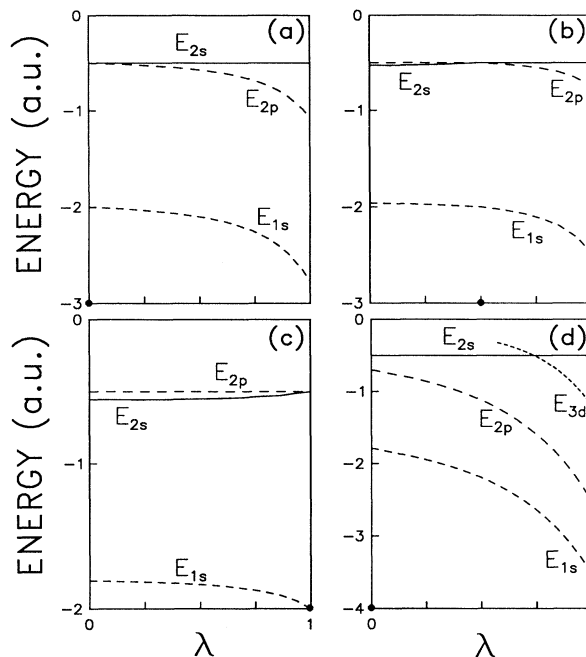 0 (a) 0 (b)
E2s
E2p
E2s E2p
-1 -1
ENERGY (a.u.)
-2 E1s -2 E1s
-3 -3
0 (c) 0 (d)
E2s
E2p
E2s
E3d
-1 -1
E2p
ENERGY (a.u.)
-2
-3
E1s
E1s
-2 -4
0 1
λ λ